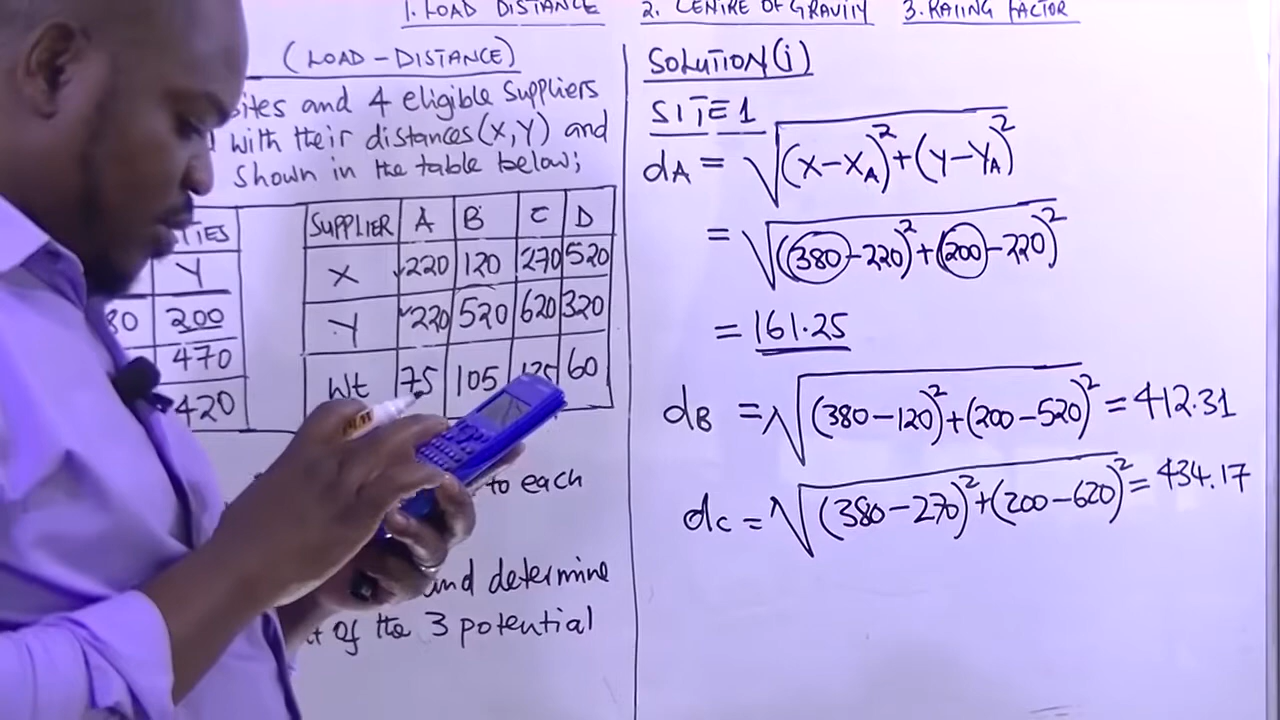 1. LOAD DISTANCE 2. CENTRE OF GRAVITY 3. RATING FACTOR
(LOAD-DISTANCE)
sites and 4 eligible Suppliers
with their distances (X,Y) and
Shown in the table below;
Y
80 200
470
420
SUPPLIER A B C D
X 220 120 270 520
Y 220 520 620 320
Wt 75 105 60
to each
and determine
of the 3 potential
SOLUTION(i)
SITE 1
dA = √(X-XA)²+(Y-YA)²
= √(380-220)²+(200-220)²
= 161.25
dB = √(380-120)²+(200-520)² = 412.31
dC = √(380-270)²+(200-620)² = 434.17